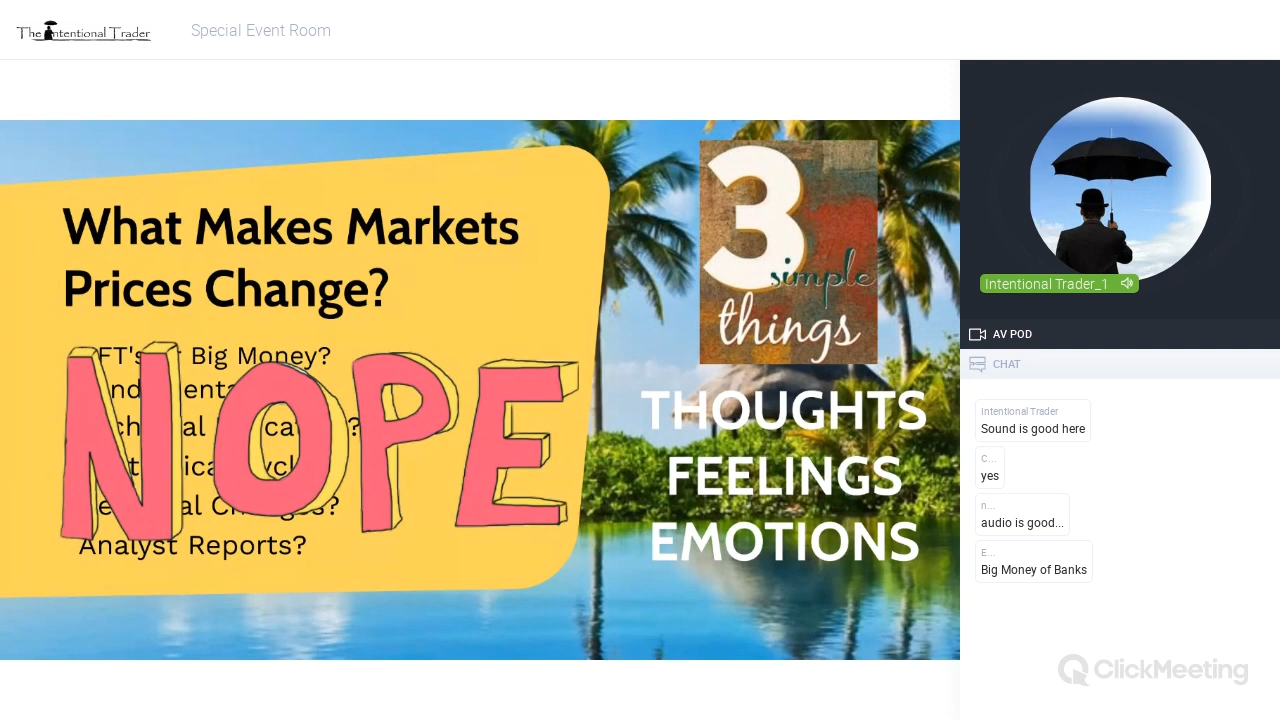 The Intentional Trader
Special Event Room
What Makes Markets
Prices Change?
Big Money?
NOPE
Analyst Reports?
3
simple
things
THOUGHTS
FEELINGS
EMOTIONS
Intentional Trader_1
AV POD
CHAT
Intentional Trader
Sound is good here
C...
yes
n...
audio is good...
E...
Big Money of Banks
ClickMeeting